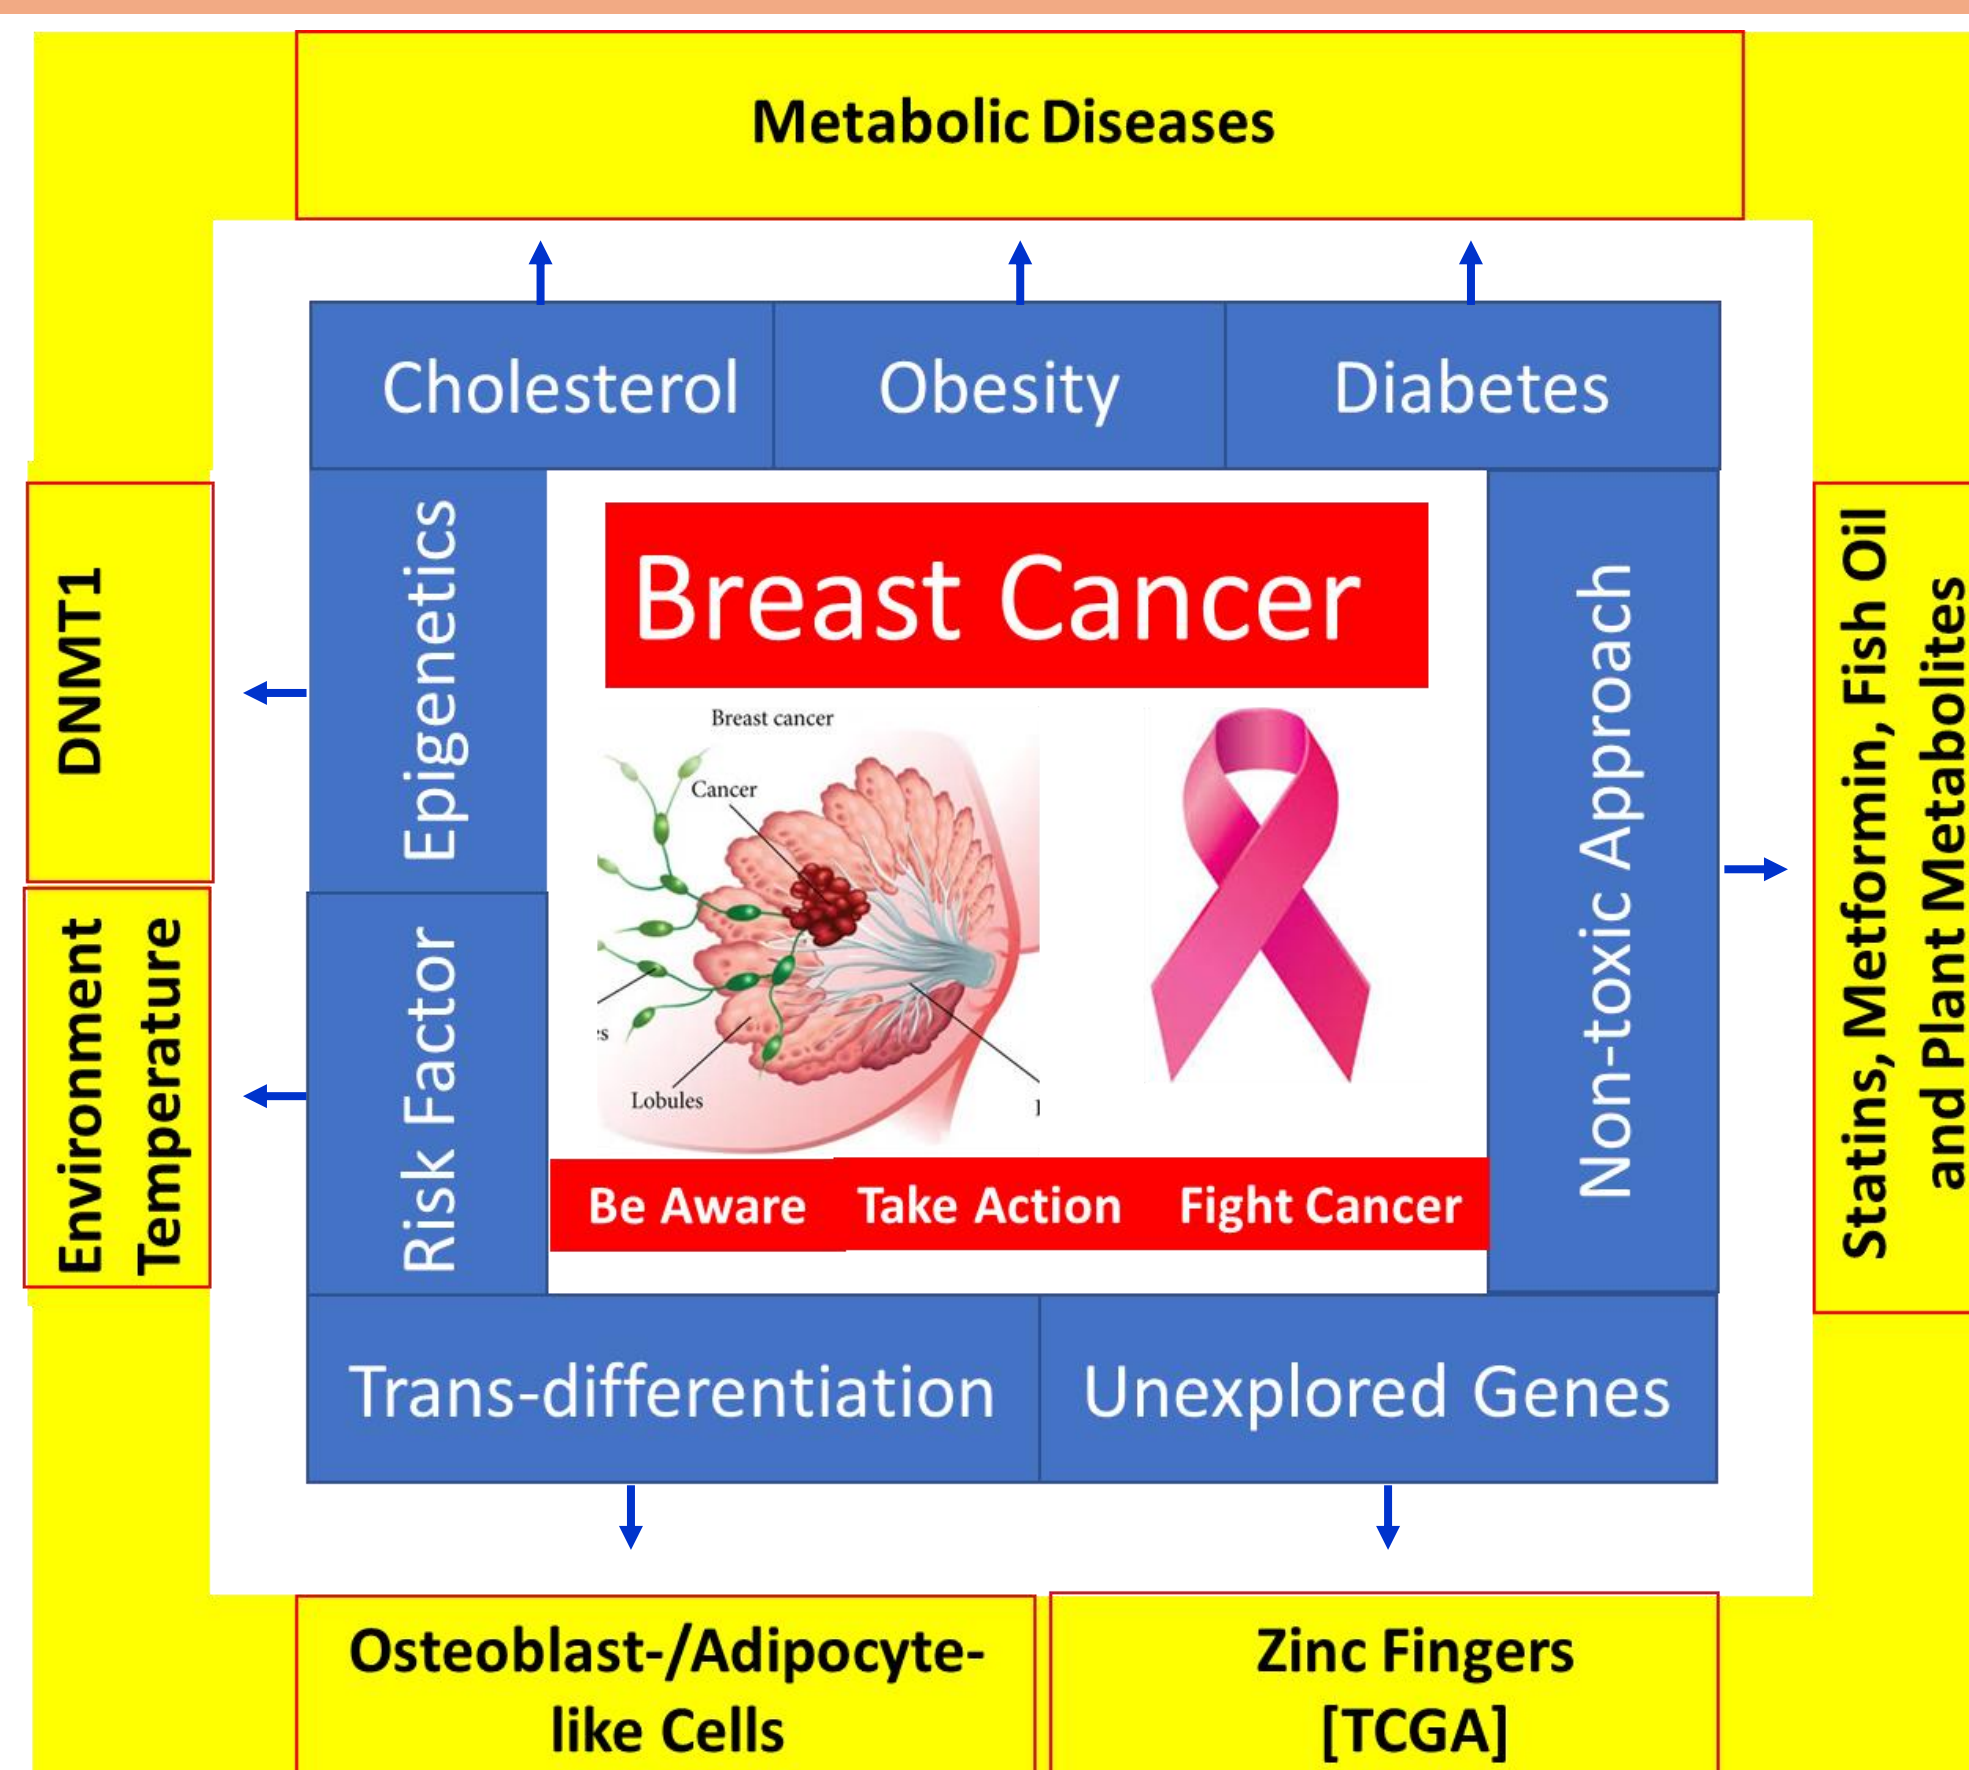 Metabolic Diseases
Cholesterol
Obesity
Diabetes
DNMT1
Environment
Temperature
Epigenetics
Risk Factor
Breast Cancer
Breast cancer
Cancer
Lobules
Be Aware
Take Action
Fight Cancer
Non-toxic Approach
Statins, Metformin, Fish Oil
and Plant Metabolites
Trans-differentiation
Unexplored Genes
Osteoblast-/Adipocyte-
like Cells
Zinc Fingers
[TCGA]